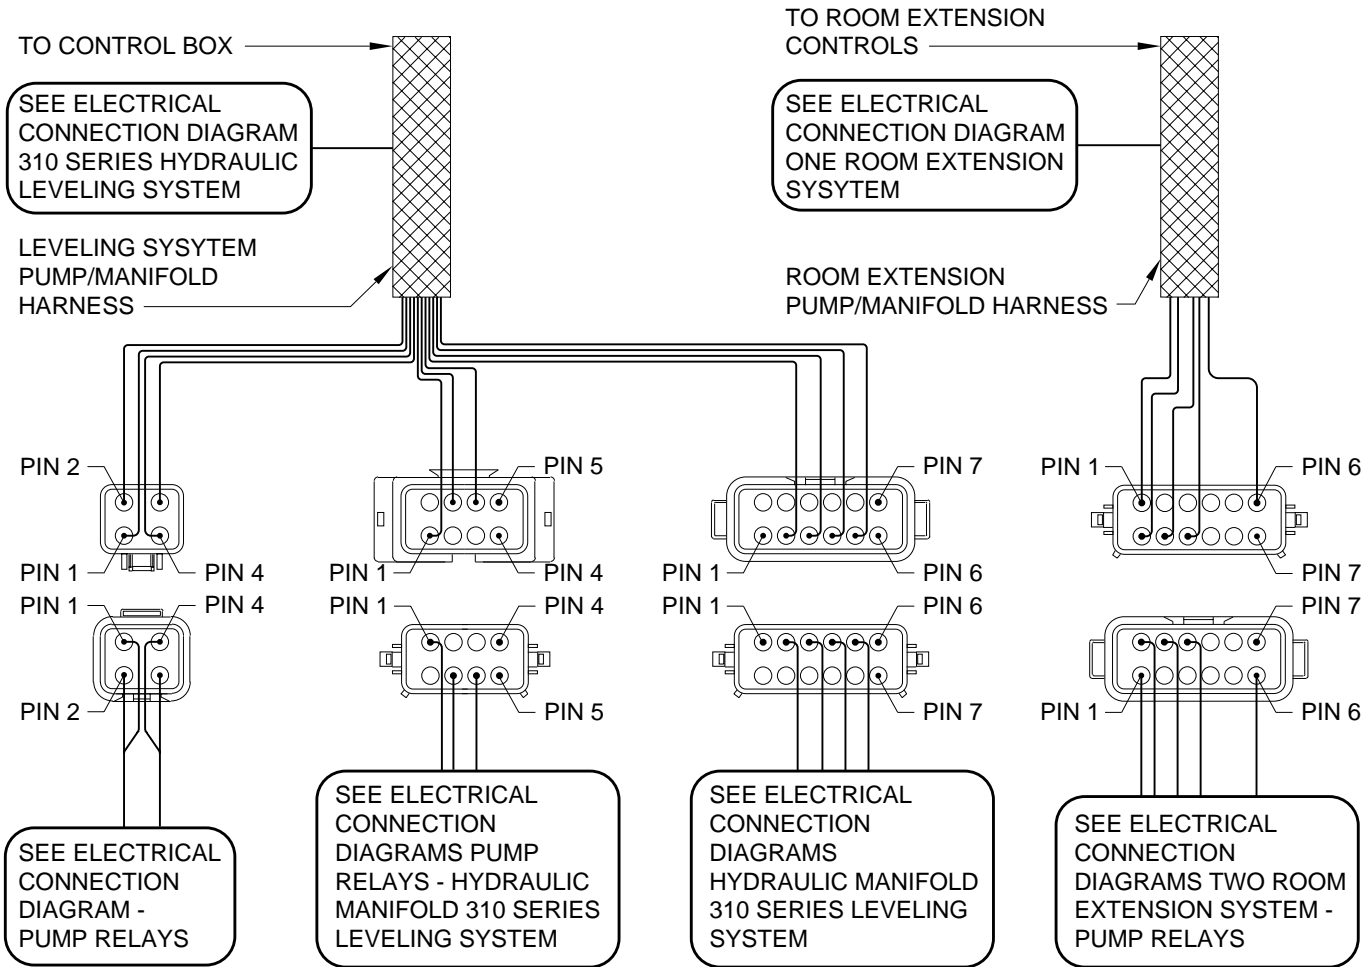 TO CONTROL BOX
SEE ELECTRICAL
CONNECTION DIAGRAM
310 SERIES HYDRAULIC
LEVELING SYSTEM
LEVELING SYSYTEM
PUMP/MANIFOLD
HARNESS
TO ROOM EXTENSION
CONTROLS
SEE ELECTRICAL
CONNECTION DIAGRAM
ONE ROOM EXTENSION
SYSYTEM
ROOM EXTENSION
PUMP/MANIFOLD HARNESS
PIN 2
PIN 5
PIN 7
PIN 1
PIN 6
PIN 1
PIN 4
PIN 1
PIN 4
PIN 1
PIN 6
PIN 7
PIN 1
PIN 4
PIN 1
PIN 4
PIN 1
PIN 6
PIN 7
PIN 2
PIN 5
PIN 7
PIN 1
PIN 6
SEE ELECTRICAL
CONNECTION
DIAGRAM -
PUMP RELAYS
SEE ELECTRICAL
CONNECTION
DIAGRAMS PUMP
RELAYS - HYDRAULIC
MANIFOLD 310 SERIES
LEVELING SYSTEM
SEE ELECTRICAL
CONNECTION
DIAGRAMS
HYDRAULIC MANIFOLD
310 SERIES LEVELING
SYSTEM
SEE ELECTRICAL
CONNECTION
DIAGRAMS TWO ROOM
EXTENSION SYSTEM -
PUMP RELAYS